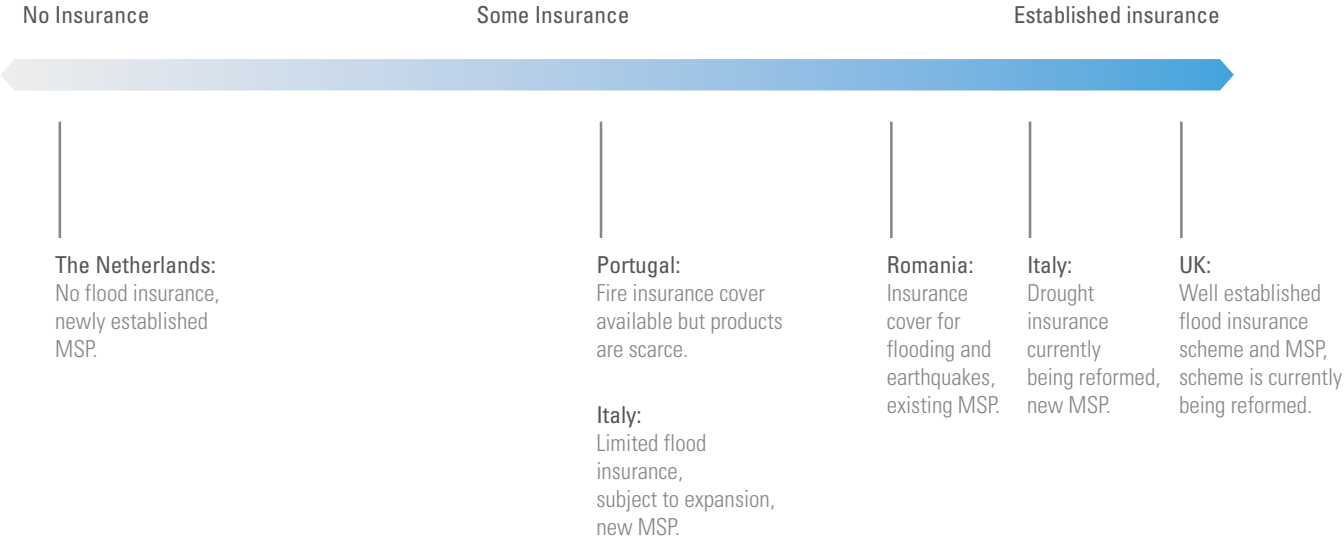 No Insurance
Some Insurance
Established insurance
The Netherlands:
No flood insurance,
newly established
MSP.
Portugal:
Fire insurance cover
available but products
are scarce.
Italy:
Limited flood
insurance,
subject to expansion,
new MSP.
Romania:
Insurance
cover for
flooding and
earthquakes,
existing MSP.
Italy:
Drought
insurance
currently
being reformed,
new MSP.
UK:
Well established
flood insurance
scheme and MSP,
scheme is currently
being reformed.